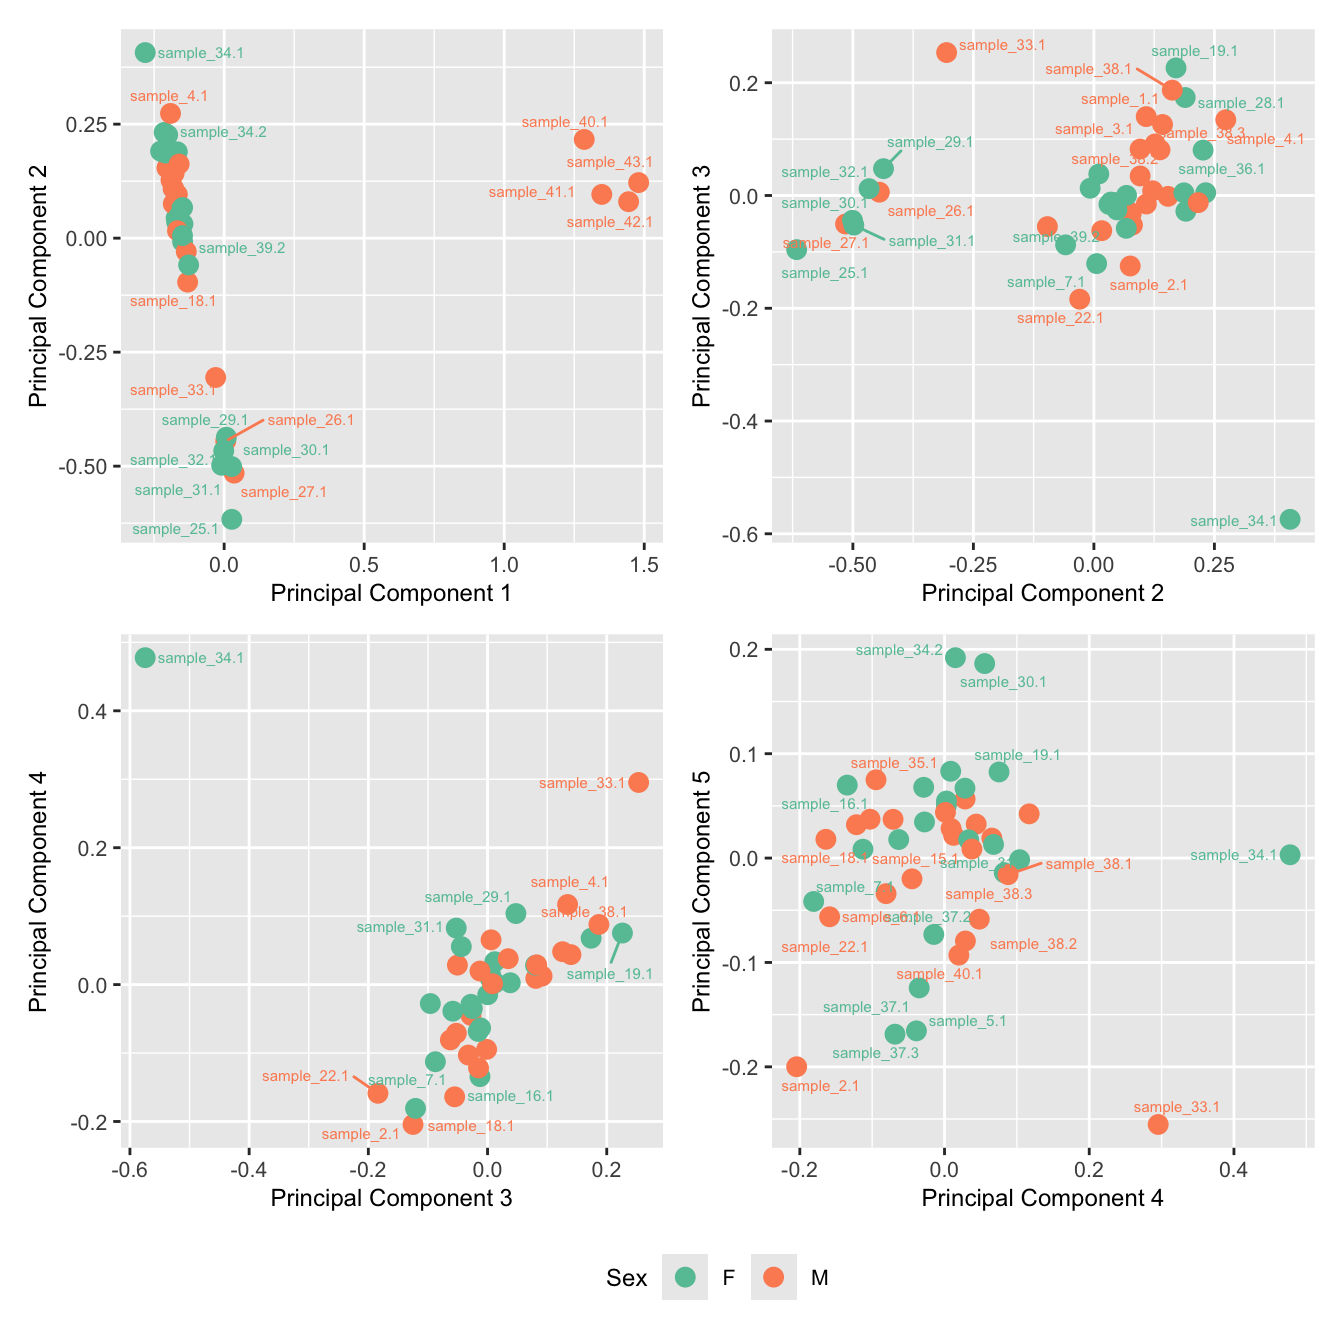 sample_34.1
sample_4.1
sample_34.2
sample_40.1
sample_43.1
sample_41.1
sample_42.1
sample_39.2
sample_18.1
sample_33.1
sample_29.1
sample_26.1
sample_30.1
sample_32.1
sample_31.1
sample_27.1
sample_25.1
0.25
0.00
-0.25
-0.50
0.0
0.5
1.0
1.5
Principal Component 1
Principal Component 2
sample_33.1
sample_19.1
sample_38.1
sample_1.1
sample_28.1
sample_3.1
sample_38.3
sample_4.1
sample_29.1
sample_38.2
sample_36.1
sample_32.1
sample_30.1
sample_26.1
sample_27.1
sample_31.1
sample_39.2
sample_25.1
sample_7.1
sample_2.1
sample_22.1
sample_34.1
0.2
0.0
-0.2
-0.4
-0.6
-0.50
-0.25
0.00
0.25
Principal Component 2
Principal Component 3
sample_34.1
sample_33.1
sample_4.1
sample_29.1
sample_38.1
sample_31.1
sample_19.1
sample_22.1
sample_7.1
sample_16.1
sample_18.1
sample_2.1
0.4
0.2
0.0
-0.2
-0.6
-0.4
-0.2
0.0
0.2
Principal Component 3
Principal Component 4
sample_34.2
sample_30.1
sample_19.1
sample_35.1
sample_16.1
sample_18.1
sample_15.1
sample_34.1
sample_38.1
sample_7.1
sample_38.3
sample_6.1
sample_37.2
sample_22.1
sample_38.2
sample_40.1
sample_37.1
sample_5.1
sample_37.3
sample_2.1
sample_33.1
0.2
0.1
0.0
-0.1
-0.2
-0.2
0.0
0.2
0.4
Principal Component 4
Principal Component 5
Sex
F
M